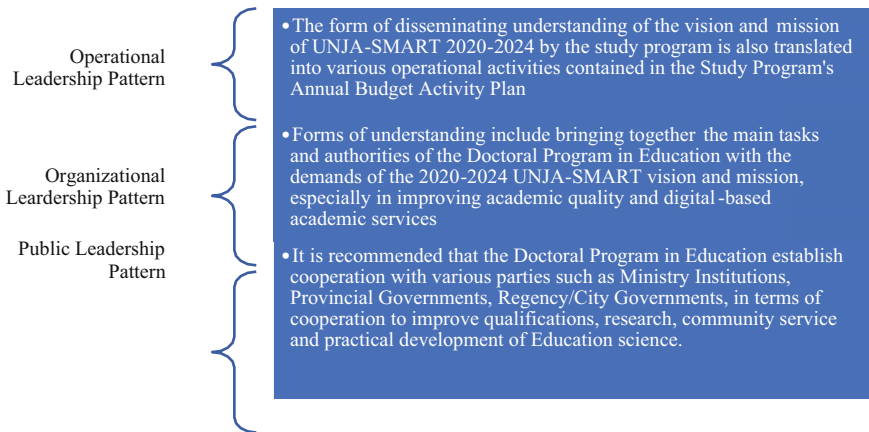 Operational
Leadership Pattern
•The form of disseminating understanding of the vision and mission
of UNJA-SMART 2020-2024 by the study program is also translated
into various operational activities contained in the Study Program's
Annual Budget Activity Plan
Organizational
Leardership Pattern
•Forms of understanding include bringing together the main tasks
and authorities of the Doctoral Program in Education with the
demands of the 2020-2024 UNJA-SMART vision and mission,
especially in improving academic quality and digital-based
academic services
Public Leadership
Pattern
•It is recommended that the Doctoral Program in Education establish
cooperation with various parties such as Ministry Institutions,
Provincial Governments, Regency/City Governments, in terms of
cooperation to improve qualifications, research, community service
and practical development of Education science.